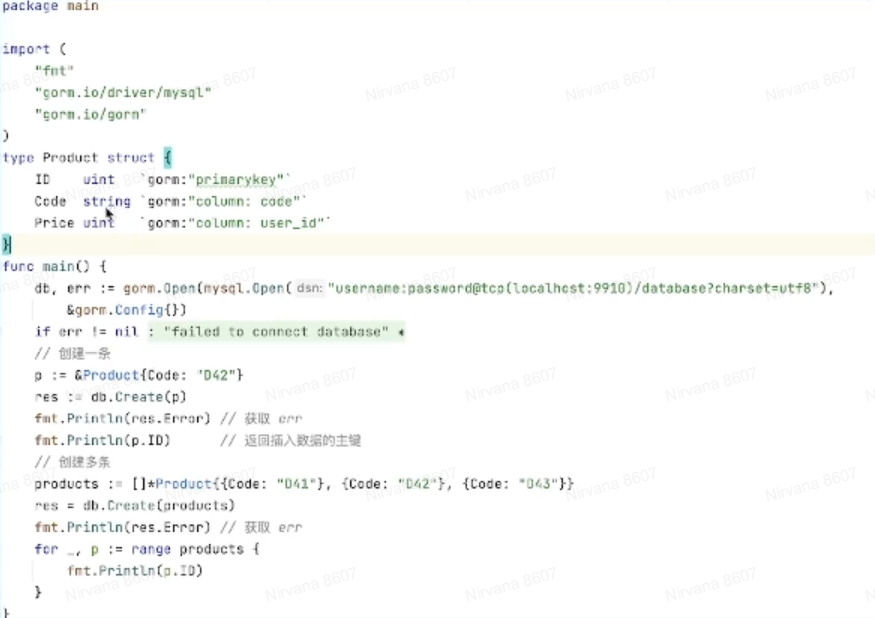 package main
import (
"fmt"
"gorm.io/driver/mysql"
"gorm.io/gorm"
)
type Product struct {
ID uint `gorm:"primarykey"`
Code string `gorm:"column: code"`
Price uint `gorm:"column: user_id"`
}
func main() {
db, err := gorm.Open(mysql.Open( dsn: "username:password@tcp(localhost:9910)/database?charset=utf8"),
&gorm.Config{})
if err != nil : "failed to connect database"
// 创建一条
p := &Product{Code: "D42"}
res := db.Create(p)
fmt.Println(res.Error) // 获取 err
fmt.Println(p.ID) // 返回插入数据的主键
// 创建多条
products := []*Product{{Code: "D41"}, {Code: "D42"}, {Code: "D43"}}
res = db.Create(products)
fmt.Println(res.Error) // 获取 err
for _, p := range products {
fmt.Println(p.ID)
}
}
Nirvana 8607